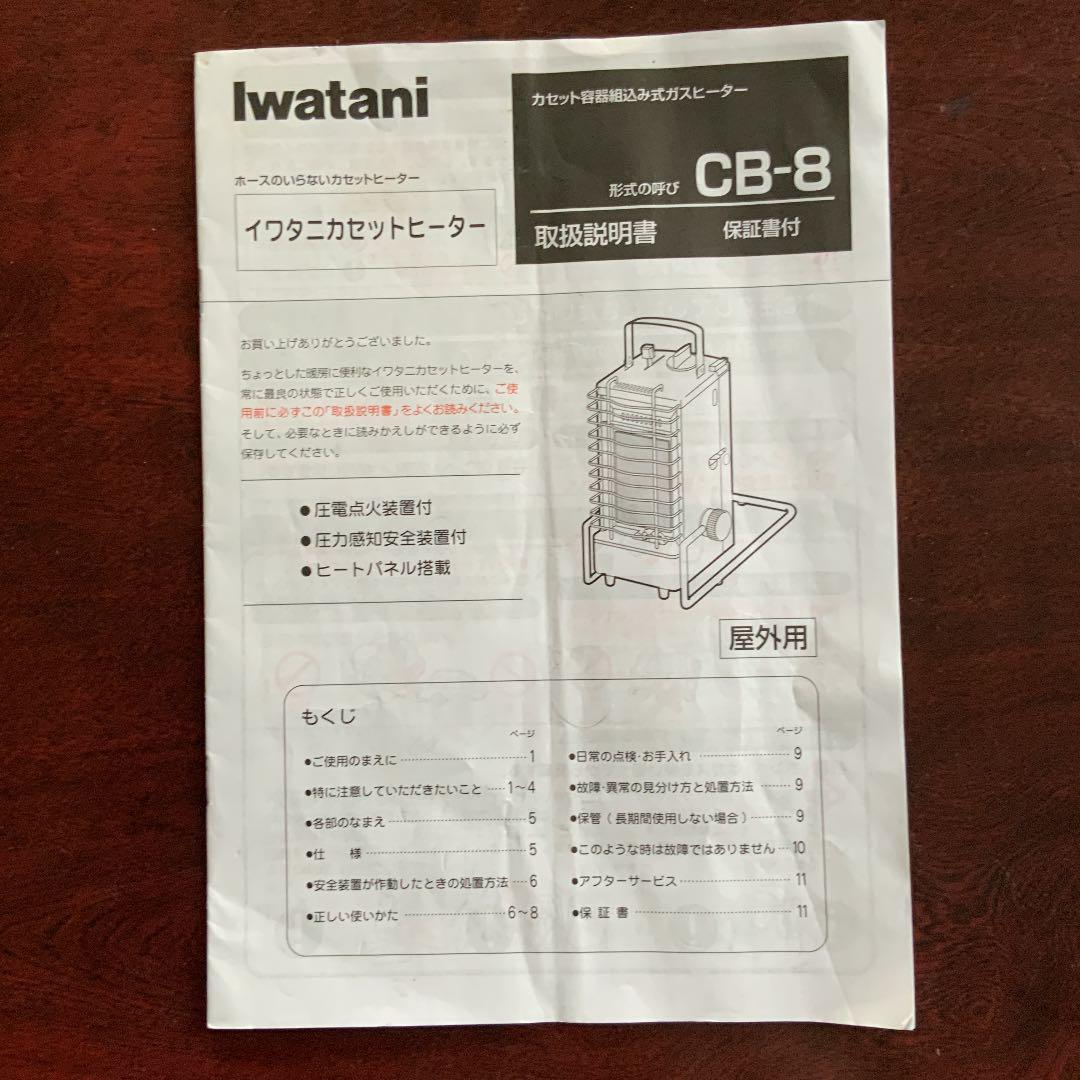 Iwatani
カセット容器組込み式ガスヒーター
形式の呼び CB-8
取扱説明書 保証書付
ホースのいらないカセットヒーター
イワタニカセットヒーター
お買い上げありがとうございました。
ちょっとした暖房に便利なイワタニカセットヒーターを、
常に最良の状態で正しくご使用いただくために、ご使
用前に必ずこの「取扱説明書」をよくお読みください。
そして、必要なときに読みかえしができるように必ず
保存してください。
●圧電点火装置付
●圧力感知安全装置付
●ヒートパネル搭載
屋外用
もくじ
ページ
●ご使用のまえに 1
●特に注意していただきたいこと 1~4
●各部のなまえ 5
●仕 様 5
●安全装置が作動したときの処置方法 6
●正しい使いかた 6~8
ページ
●日常の点検・お手入れ 9
●故障・異常の見分け方と処置方法 9
●保管(長期間使用しない場合) 9
●このような時は故障ではありません 10
●アフターサービス 11
●保証書 11